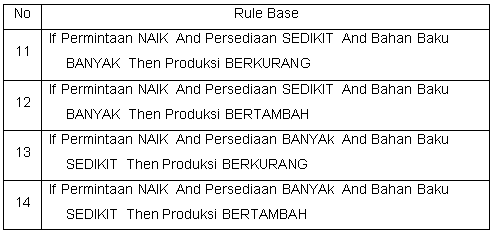 No Rule Base
11 If Permintaan NAIK And Persediaan SEDIKIT And Bahan Baku
BANYAK Then Produksi BERKURANG
12 If Permintaan NAIK And Persediaan SEDIKIT And Bahan Baku
BANYAK Then Produksi BERTAMBAH
13 If Permintaan NAIK And Persediaan BANYAk And Bahan Baku
SEDIKIT Then Produksi BERKURANG
14 If Permintaan NAIK And Persediaan BANYAk And Bahan Baku
SEDIKIT Then Produksi BERTAMBAH